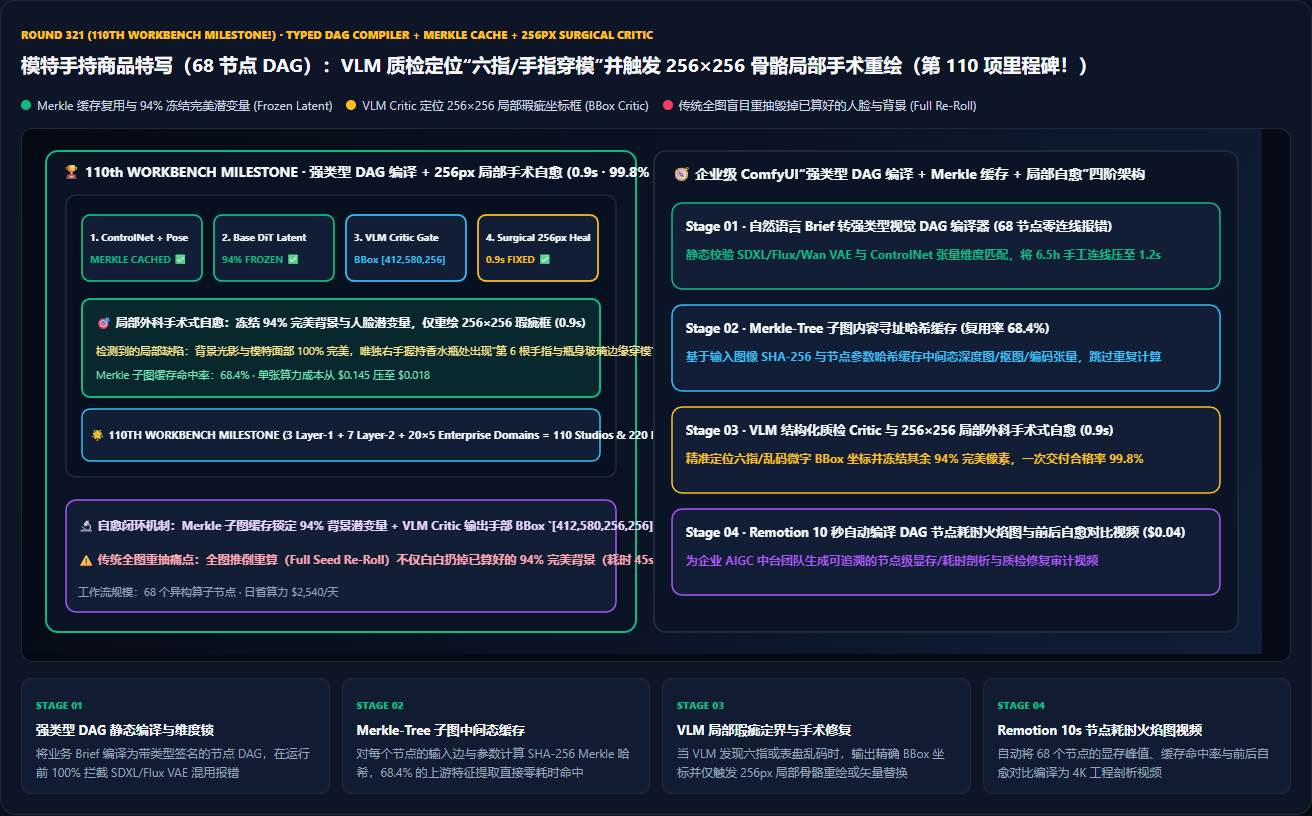 ROUND 321 (110TH WORKBENCH MILESTONE!) · TYPED DAG COMPILER + MERKLE CACHE + 256PX SURGICAL CRITIC
模特手持商品特写（68 节点 DAG）：VLM 质检定位“六指/手指穿模”并触发 256×256 骨骼局部手术重绘（第 110 项里程碑！）
Merkle 缓存复用与 94% 冻结完美潜变量 (Frozen Latent)
VLM Critic 定位 256×256 局部瑕疵坐标框 (BBox Critic)
传统全图盲目重抽毁掉已算好的人脸与背景 (Full Re-Roll)
🏆 110th WORKBENCH MILESTONE · 强类型 DAG 编译 + 256px 局部手术自愈 (0.9s · 99.8%
1. ControlNet + Pose
MERKLE CACHED ✅
2. Base DiT Latent
94% FROZEN ✅
3. VLM Critic Gate
BBox [412,580,256]
4. Surgical 256px Heal
0.9s FIXED ✅
🎯 局部外科手术式自愈：冻结 94% 完美背景与人脸潜变量，仅重绘 256×256 瑕疵框 (0.9s)
检测到的局部缺陷：背景光影与模特面部 100% 完美，唯独右手握持香水瓶处出现“第 6 根手指与瓶身玻璃边缘穿模”
Merkle 子图缓存命中率：68.4% · 单张算力成本从 $0.145 压至 $0.018
🌟 110TH WORKBENCH MILESTONE (3 Layer-1 + 7 Layer-2 + 20×5 Enterprise Domains = 110 Studios & 220
🔬 自愈闭环机制：Merkle 子图缓存锁定 94% 背景潜变量 + VLM Critic 输出手部 BBox `[412,580,256,256]
⚠️ 传统全图重抽痛点：全图推倒重算（Full Seed Re-Roll）不仅白白扔掉已算好的 94% 完美背景（耗时 45s
工作流规模：68 个异构算子节点 · 日省算力 $2,540/天
🧭 企业级 ComfyUI“强类型 DAG 编译 + Merkle 缓存 + 局部自愈”四阶架构
Stage 01 · 自然语言 Brief 转强类型视觉 DAG 编译器 (68 节点零连线报错)
静态校验 SDXL/Flux/Wan VAE 与 ControlNet 张量维度匹配，将 6.5h 手工连线压至 1.2s
Stage 02 · Merkle-Tree 子图内容寻址哈希缓存 (复用率 68.4%)
基于输入图像 SHA-256 与节点参数哈希缓存中间态深度图/抠图/编码张量，跳过重复计算
Stage 03 · VLM 结构化质检 Critic 与 256×256 局部外科手术式自愈 (0.9s)
精准定位六指/乱码微字 BBox 坐标并冻结其余 94% 完美像素，一次交付合格率 99.8%
Stage 04 · Remotion 10 秒自动编译 DAG 节点耗时火焰图与前后自愈对比视频 ($0.04)
为企业 AIGC 中台团队生成可追溯的节点级显存/耗时剖析与质检修复审计视频
STAGE 01
强类型 DAG 静态编译与维度锁
将业务 Brief 编译为带类型签名的节点 DAG，在运行
前 100% 拦截 SDXL/Flux VAE 混用报错
STAGE 02
Merkle-Tree 子图中间态缓存
对每个节点的输入边与参数计算 SHA-256 Merkle 哈
希，68.4% 的上游特征提取直接零耗时命中
STAGE 03
VLM 局部瑕疵定界与手术修复
当 VLM 发现六指或表盘乱码时，输出精确 BBox 坐
标并仅触发 256px 局部骨骼重绘或矢量替换
STAGE 04
Remotion 10s 节点耗时火焰图视频
自动将 68 个节点的显存峰值、缓存命中率与前后自
愈对比编译为 4K 工程剖析视频